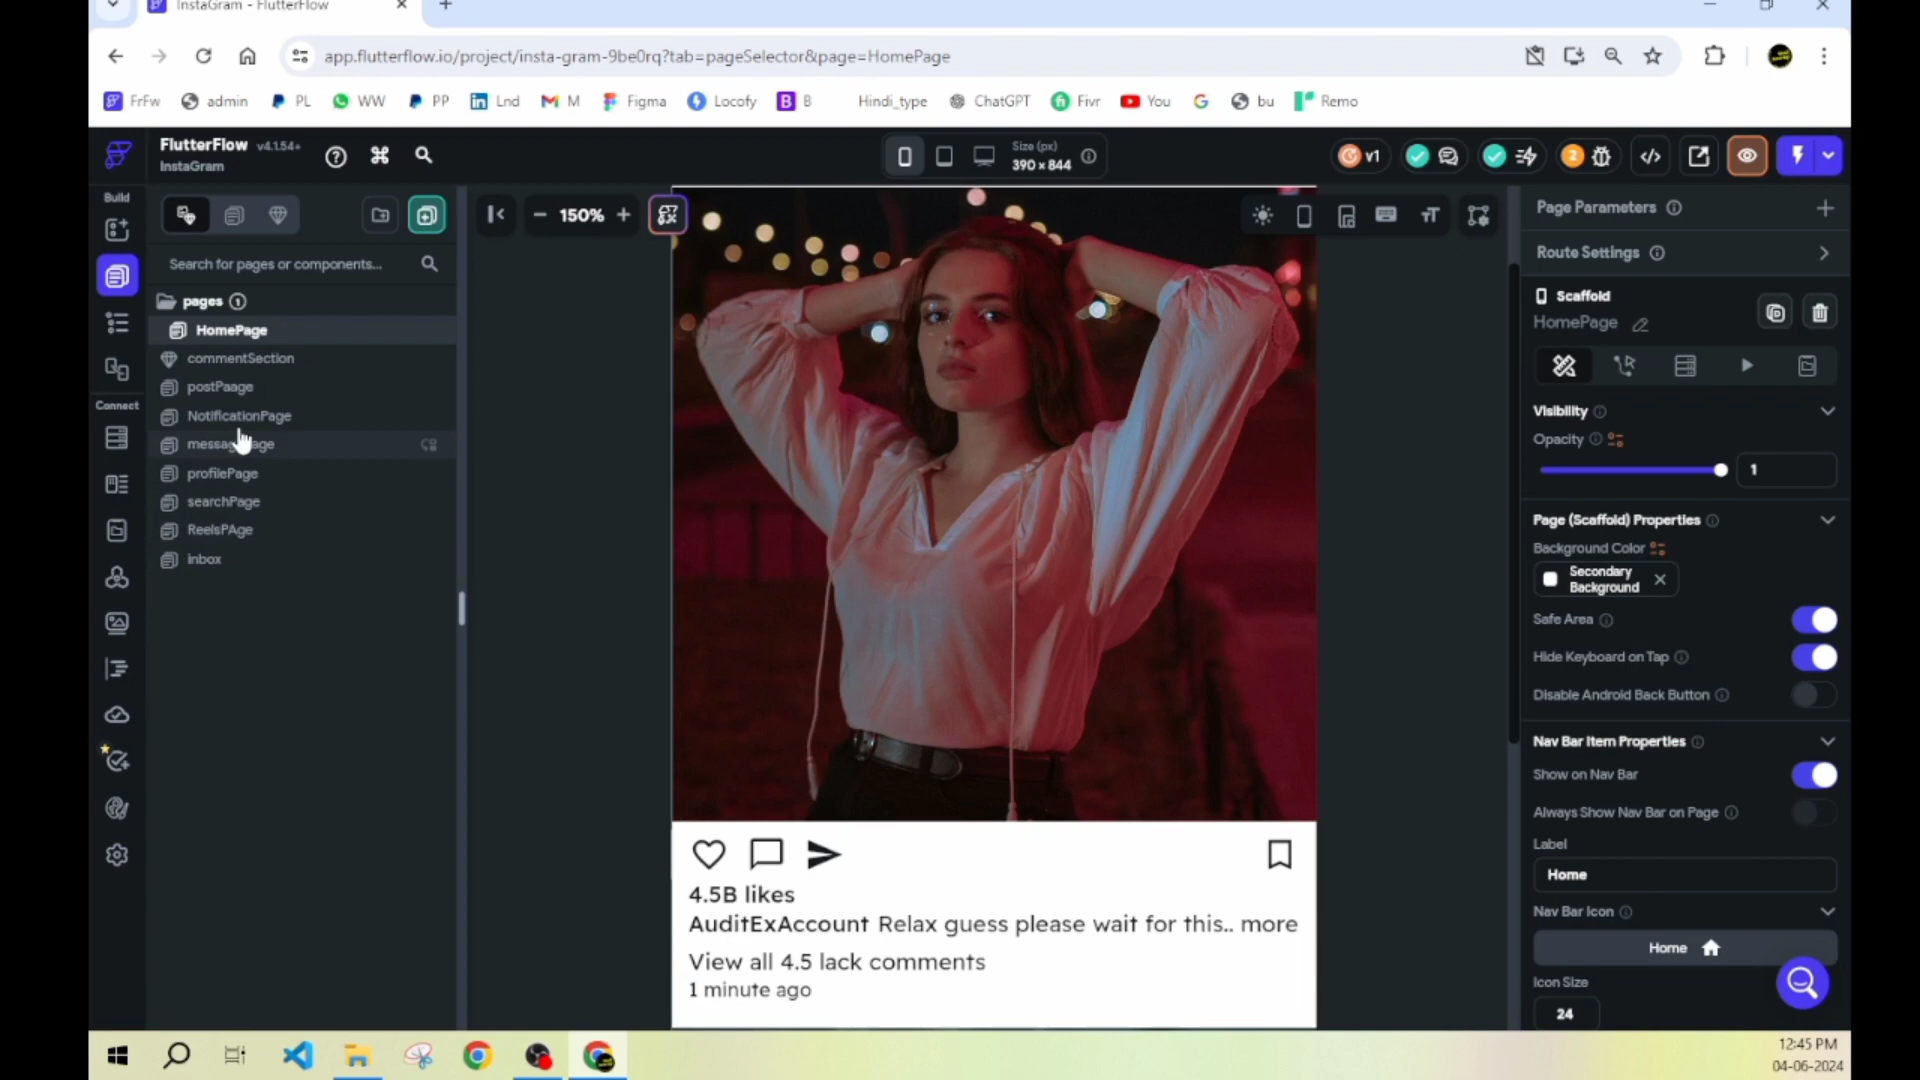 InstaGram - FlutterFlow
app.flutterflow.io/project/insta-gram-9be0rq?tab=pageSelector&page=HomePage
FrFw admin PL WW PP Lnd M Figma Locofy B Hindi_type ChatGPT Fivr You bu Remo
FlutterFlow v4.1.54+
InstaGram
Size (px)
390 × 844
v1
2
Build
150%
Search for pages or components...
pages 1
HomePage
commentSection
postPaage
NotificationPage
profilePage
searchPage
ReelsPAge
inbox
Connect
4.5B likes
AuditExAccount Relax guess please wait for this.. more
View all 4.5 lack comments
1 minute ago
Page Parameters
Route Settings
Scaffold
HomePage
Visibility
Opacity
1
Page (Scaffold) Properties
Background Color
Secondary
Background
Safe Area
Hide Keyboard on Tap
Disable Android Back Button
Nav Bar Item Properties
Show on Nav Bar
Always Show Nav Bar on Page
Label
Home
Nav Bar Icon
Home
Icon Size
24
12:45 PM
04-06-2024